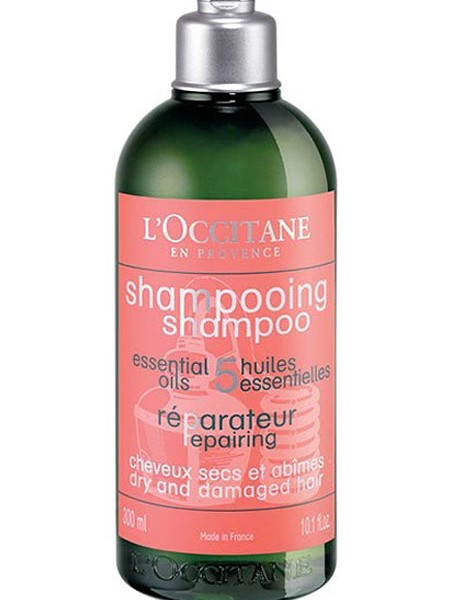 L'OCCITANE
EN PROVENCE
shampooing
shampoo
essential 5 huiles
oils essentielles
réparateur
repairing
cheveux secs et abîmés
dry and damaged hair
300 ml 10.1 fl.oz.
Made in France
L'OCCITANE